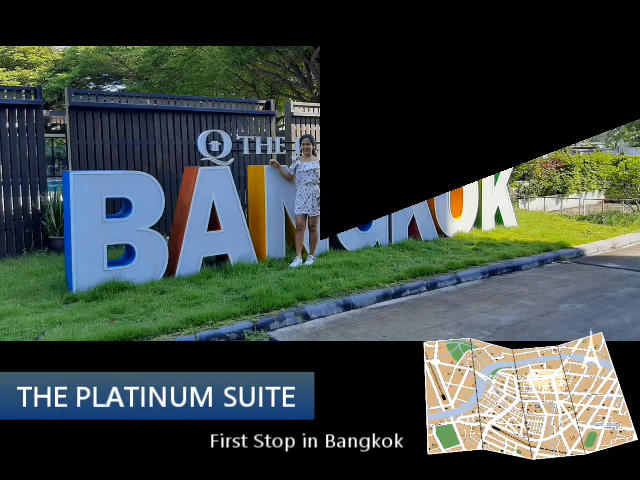 Q THE
BANGKOK
THE PLATINUM SUITE
First Stop in Bangkok